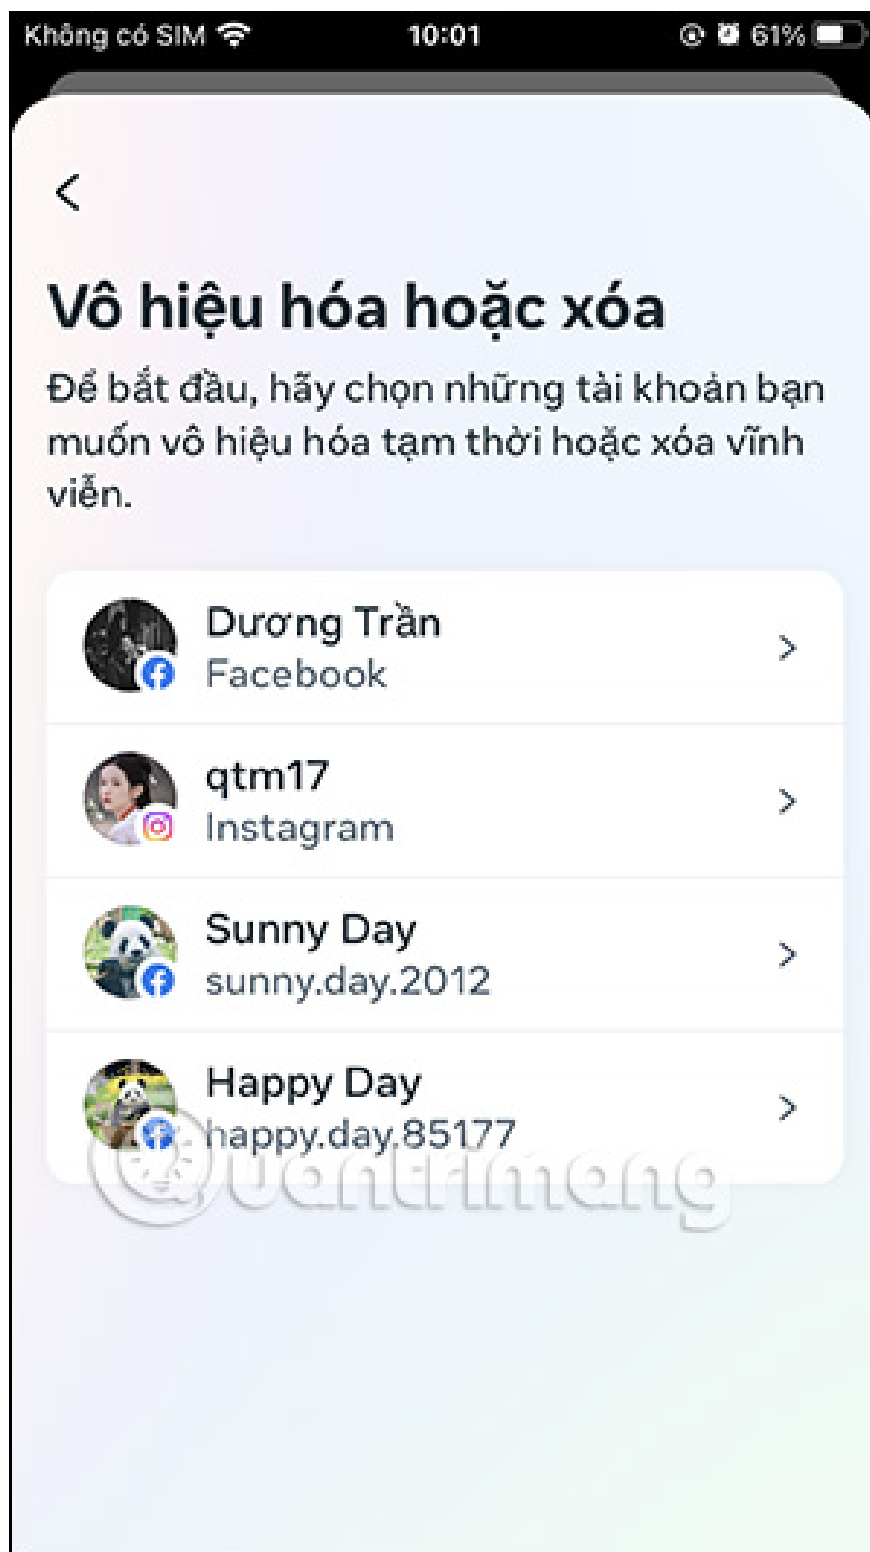 Không có SIM 10:01 61%
Vô hiệu hóa hoặc xóa
Để bắt đầu, hãy chọn những tài khoản bạn
muốn vô hiệu hóa tạm thời hoặc xóa vĩnh
viễn.
Dương Trần
Facebook
qtm17
Instagram
Sunny Day
sunny.day.2012
Happy Day
happy.day.85177
Quantrimang